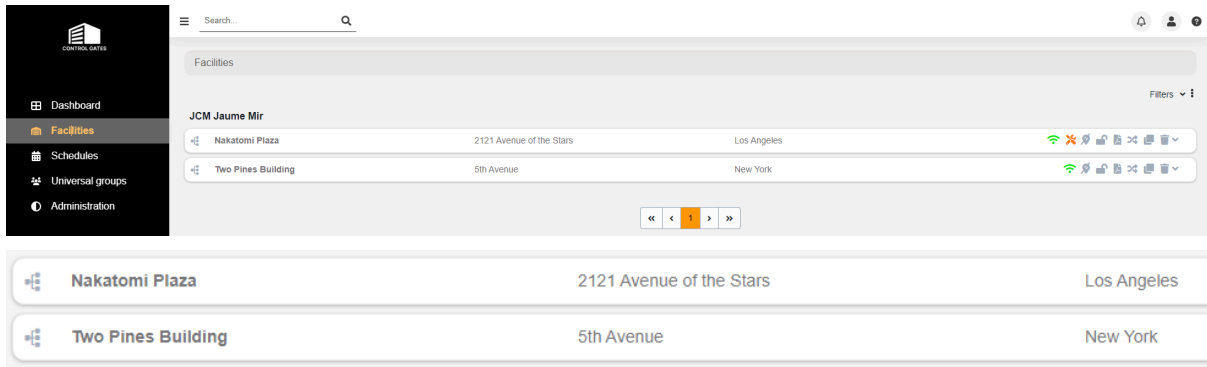 Search...
CONTROL GATES
Facilities
Filters
Dashboard
JCM Jaume Mir
Facilities
Nakatomi Plaza 2121 Avenue of the Stars Los Angeles
Schedules
Two Pines Building 5th Avenue New York
Universal groups
Administration
« ‹ 1 › »
Nakatomi Plaza 2121 Avenue of the Stars Los Angeles
Two Pines Building 5th Avenue New York